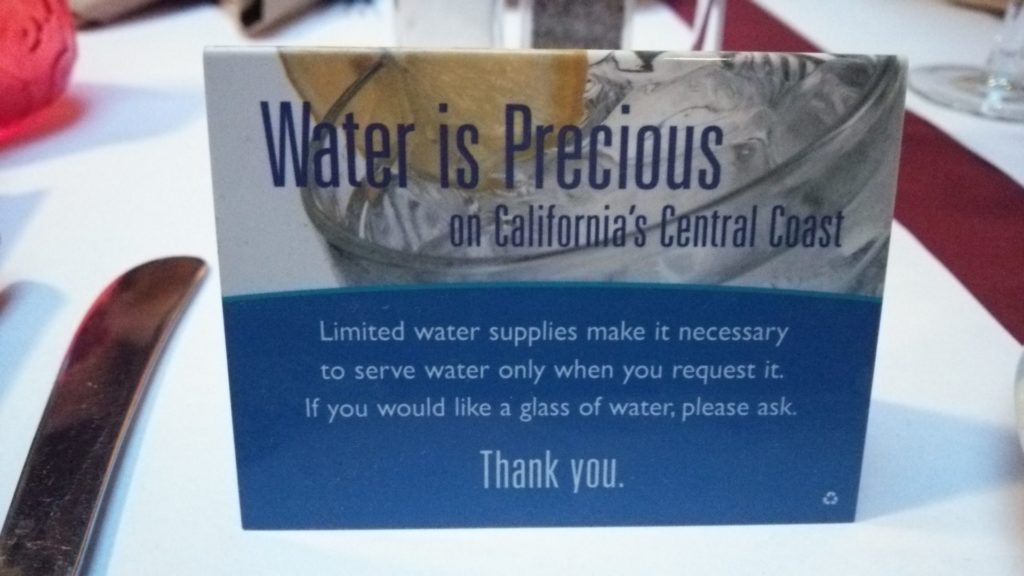 Water is Precious
on California's Central Coast
Limited water supplies make it necessary
to serve water only when you request it.
If you would like a glass of water, please ask.
Thank you.